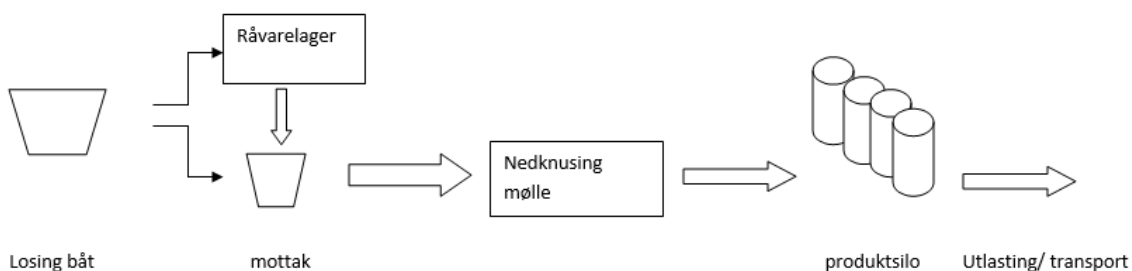 Råvarelager
Nedknusing
mølle
Losing båt
mottak
produktsilo
Utlasting/ transport